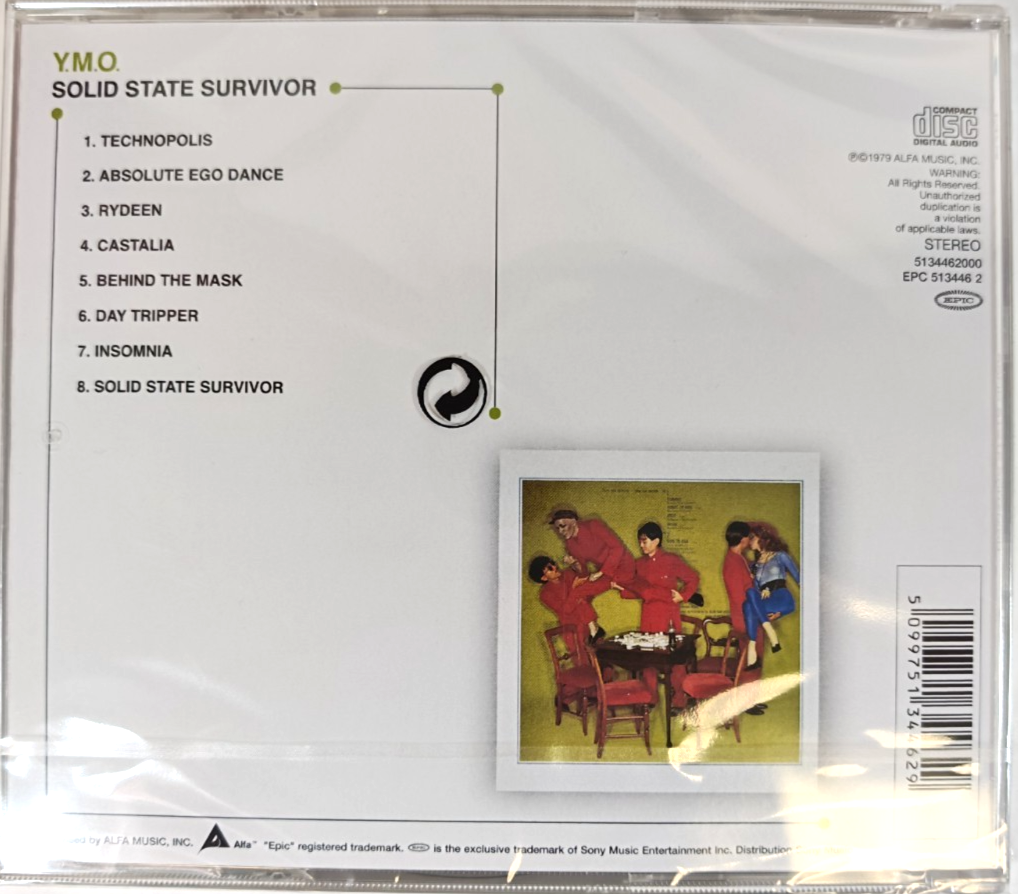 Y.M.O.
SOLID STATE SURVIVOR
1. TECHNOPOLIS
2. ABSOLUTE EGO DANCE
3. RYDEEN
4. CASTALIA
5. BEHIND THE MASK
6. DAY TRIPPER
7. INSOMNIA
8. SOLID STATE SURVIVOR
COMPACT
disc
DIGITAL AUDIO
℗©1979 ALFA MUSIC, INC.
WARNING:
All Rights Reserved.
Unauthorized
duplication is
a violation
of applicable laws.
STEREO
5134462000
EPC 513446 2
EPIC
5 099751 344629
by ALFA MUSIC, INC. Alfa™ "Epic" registered trademark. EPIC is the exclusive trademark of Sony Music Entertainment Inc. Distribution